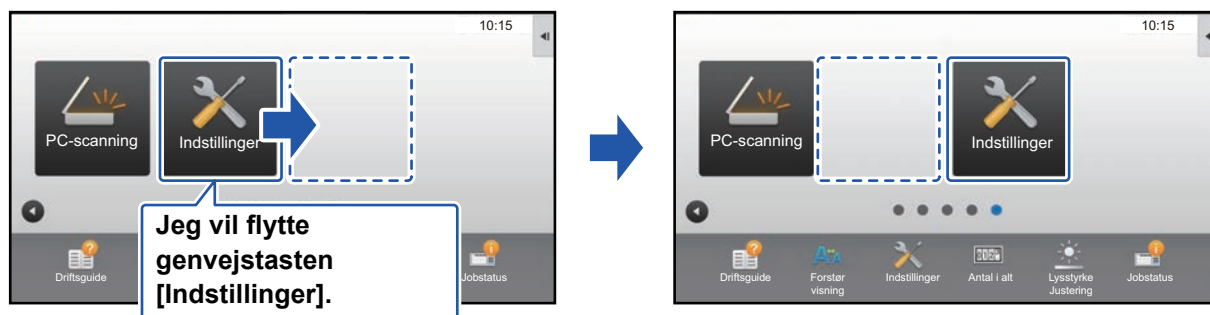 10:15
PC-scanning
Indstillinger
Jeg vil flytte
genvejstasten
[Indstillinger].
Driftsguide
Jobstatus
10:15
PC-scanning
Indstillinger
Driftsguide
Forstør
visning
Indstillinger
Antal i alt
Lysstyrke
Justering
Jobstatus